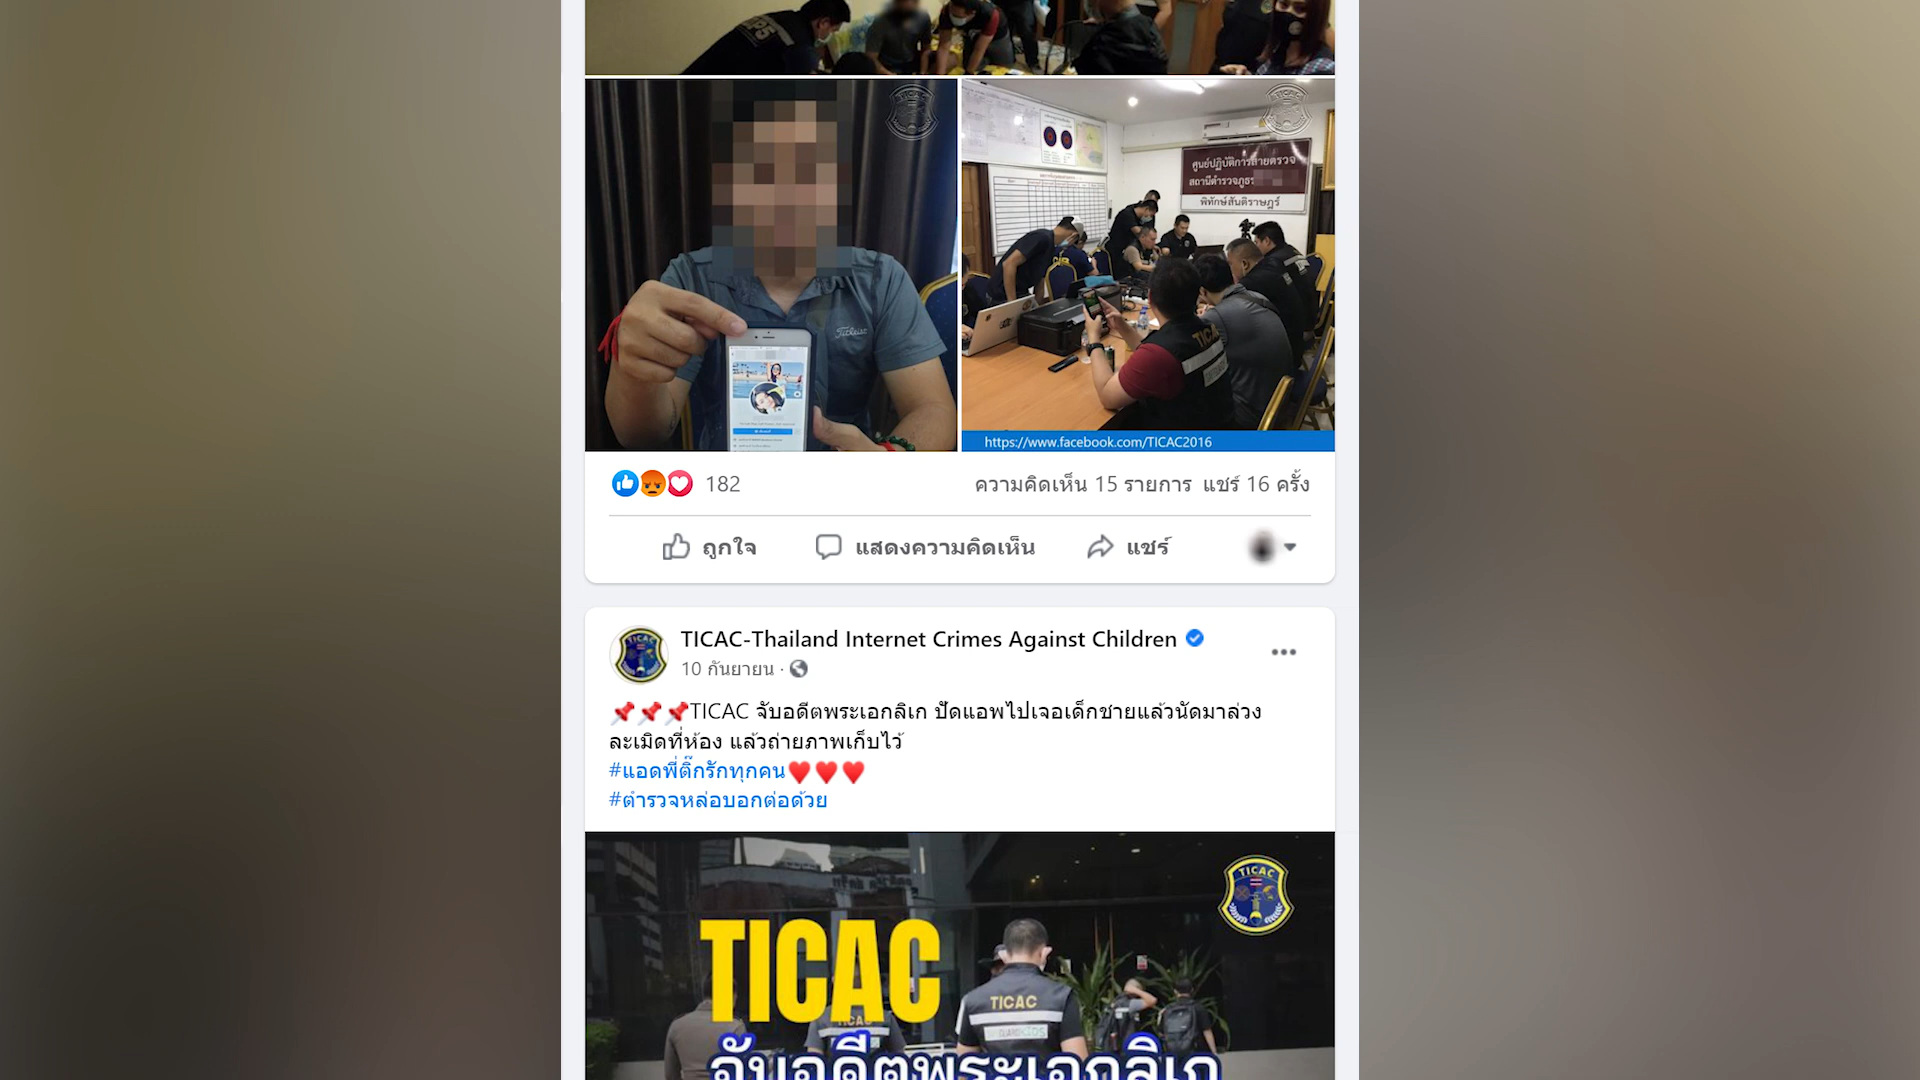 TICAC
TICAC
Titleist
ศูนย์ปฏิบัติการสายตรวจ
สถานีตำรวจภูธร
พิทักษ์สันติราษฎร์
TICAC
https://www.facebook.com/TICAC2016
182
ความคิดเห็น 15 รายการ แชร์ 16 ครั้ง
ถูกใจ
แสดงความคิดเห็น
แชร์
TICAC
TICAC-Thailand Internet Crimes Against Children
10 กันยายน ·
📌📌📌TICAC จับอดีตพระเอกลิเก ปัดแอพไปเจอเด็กชายแล้วนัดมาล่วง
ละเมิดที่ห้อง แล้วถ่ายภาพเก็บไว้
#แอดพี่ติ๊กรักทุกคน❤️❤️❤️
#ตำรวจหล่อบอกต่อด้วย
TICAC
TICAC
TICAC
TICAC
จับอดีตพระเอกลิเก